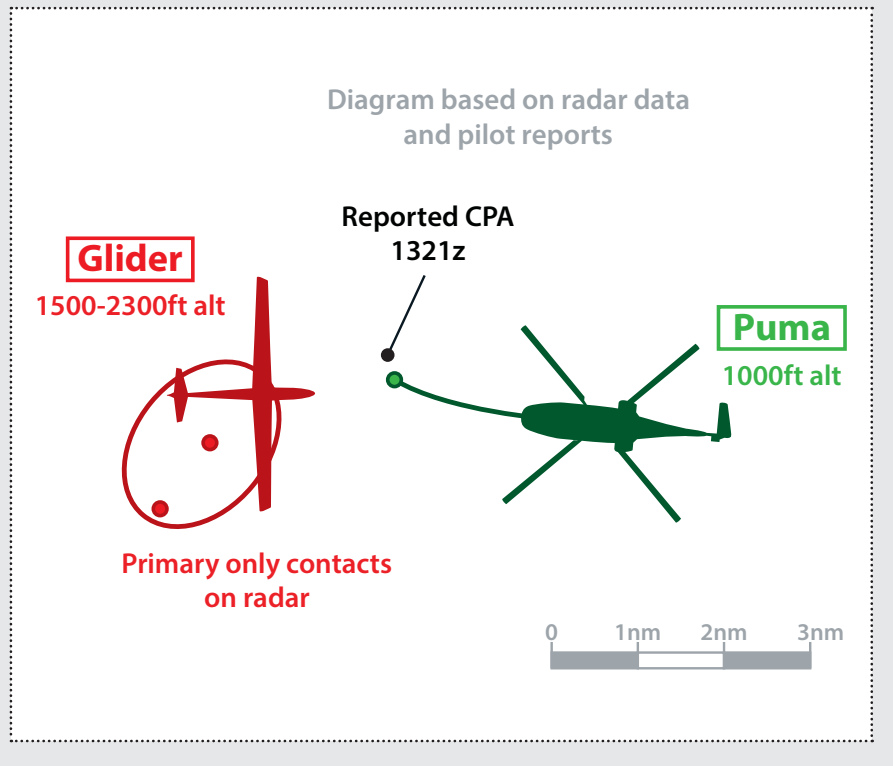 Diagram based on radar data
and pilot reports
Reported CPA
1321z
Glider
1500-2300ft alt
Puma
1000ft alt
Primary only contacts
on radar
0 1nm 2nm 3nm